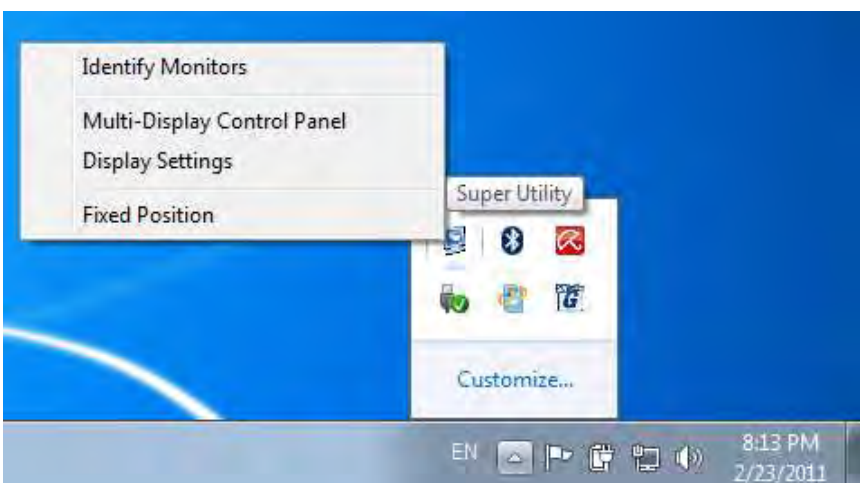 Identify Monitors
Multi-Display Control Panel
Display Settings
Fixed Position
Super Utility
Customize...
EN
8:13 PM
2/23/2011